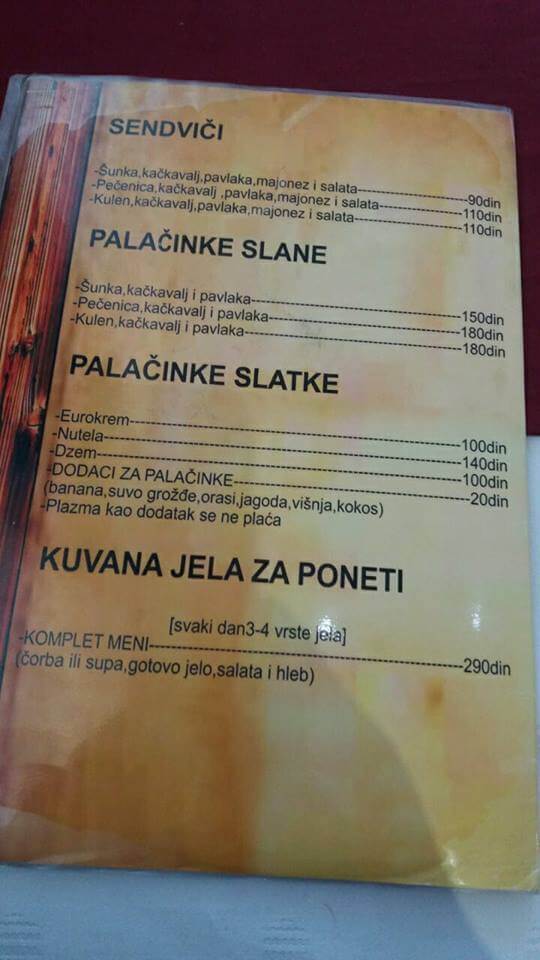 SENDVIČI
-Šunka,kačkavalj,pavlaka,majonez i salata-----------------------90din
-Pečenica,kačkavalj ,pavlaka,majonez i salata-----------------110din
-Kulen,kačkavalj,pavlaka,majonez i salata----------------------110din
PALAČINKE SLANE
-Šunka,kačkavalj i pavlaka--------------------------------------------150din
-Pečenica,kačkavalj i pavlaka----------------------------------------180din
-Kulen,kačkavalj i pavlaka---------------------------------------------180din
PALAČINKE SLATKE
-Eurokrem------------------------------------------------------------------100din
-Nutela-----------------------------------------------------------------------140din
-Dzem------------------------------------------------------------------------100din
-DODACI ZA PALAČINKE----------------------------------------------20din
(banana,suvo grožđe,orasi,jagoda,višnja,kokos)
-Plazma kao dodatak se ne plaća
KUVANA JELA ZA PONETI
[svaki dan3-4 vrste jela]
-KOMPLET MENI-----------------------------------------------------------290din
(čorba ili supa,gotovo jelo,salata i hleb)